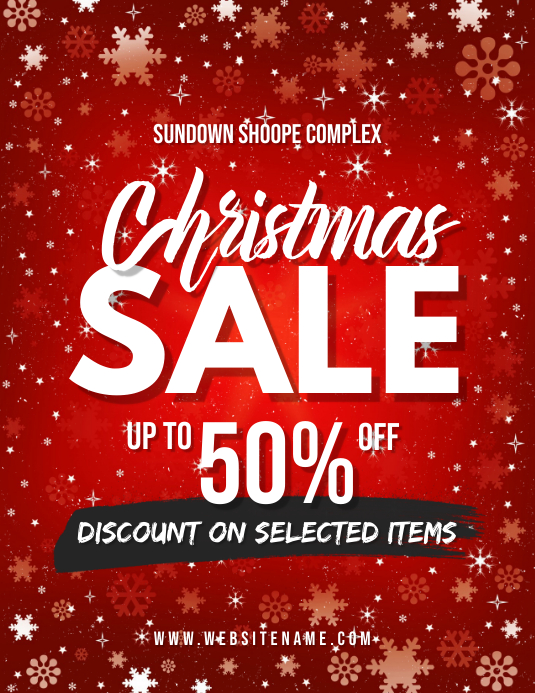 SUNDOWN SHOOPE COMPLEX
Christmas
SALE
UP TO 50% OFF
DISCOUNT ON SELECTED ITEMS
WWW.WEBSITENAME.COM